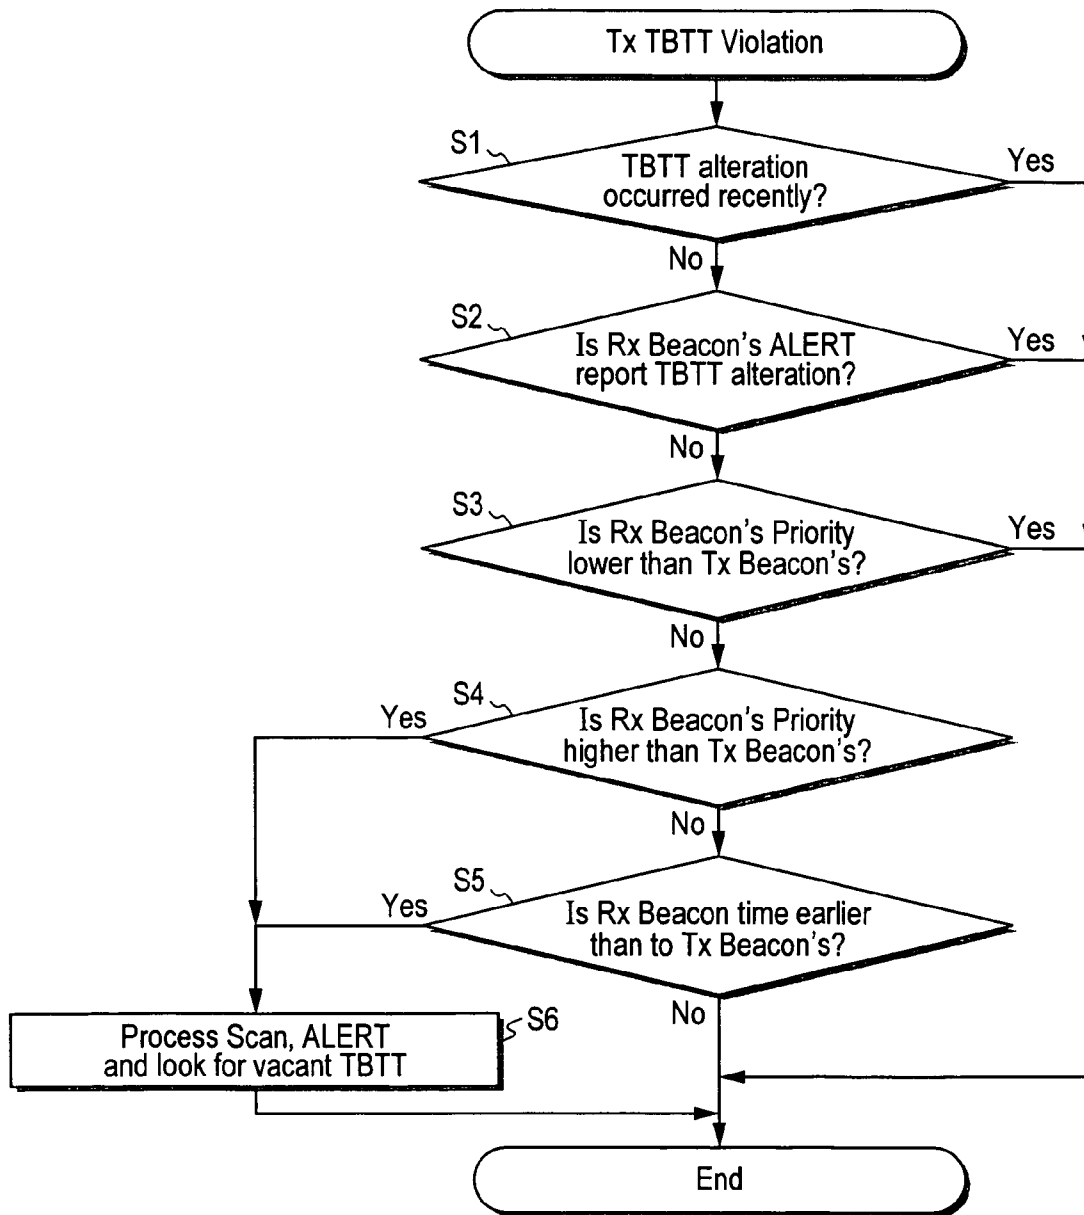 Tx TBTT Violation
S1
TBTT alteration
occurred recently?
Yes
No
S2
Is Rx Beacon's ALERT
report TBTT alteration?
Yes
No
S3
Is Rx Beacon's Priority
lower than Tx Beacon's?
Yes
No
S4
Yes
Is Rx Beacon's Priority
higher than Tx Beacon's?
No
S5
Yes
Is Rx Beacon time earlier
than to Tx Beacon's?
No
S6
Process Scan, ALERT
and look for vacant TBTT
End